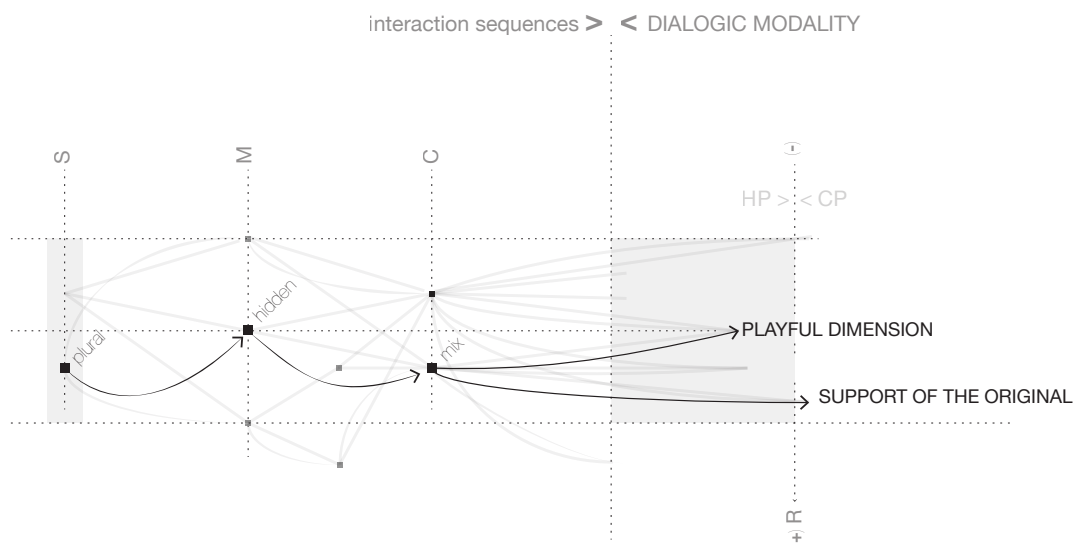 interaction sequences > < DIALOGIC MODALITY
S
M
C
(-)
HP > < CP
hidden
plural
mix
PLAYFUL DIMENSION
SUPPORT OF THE ORIGINAL
(+) R